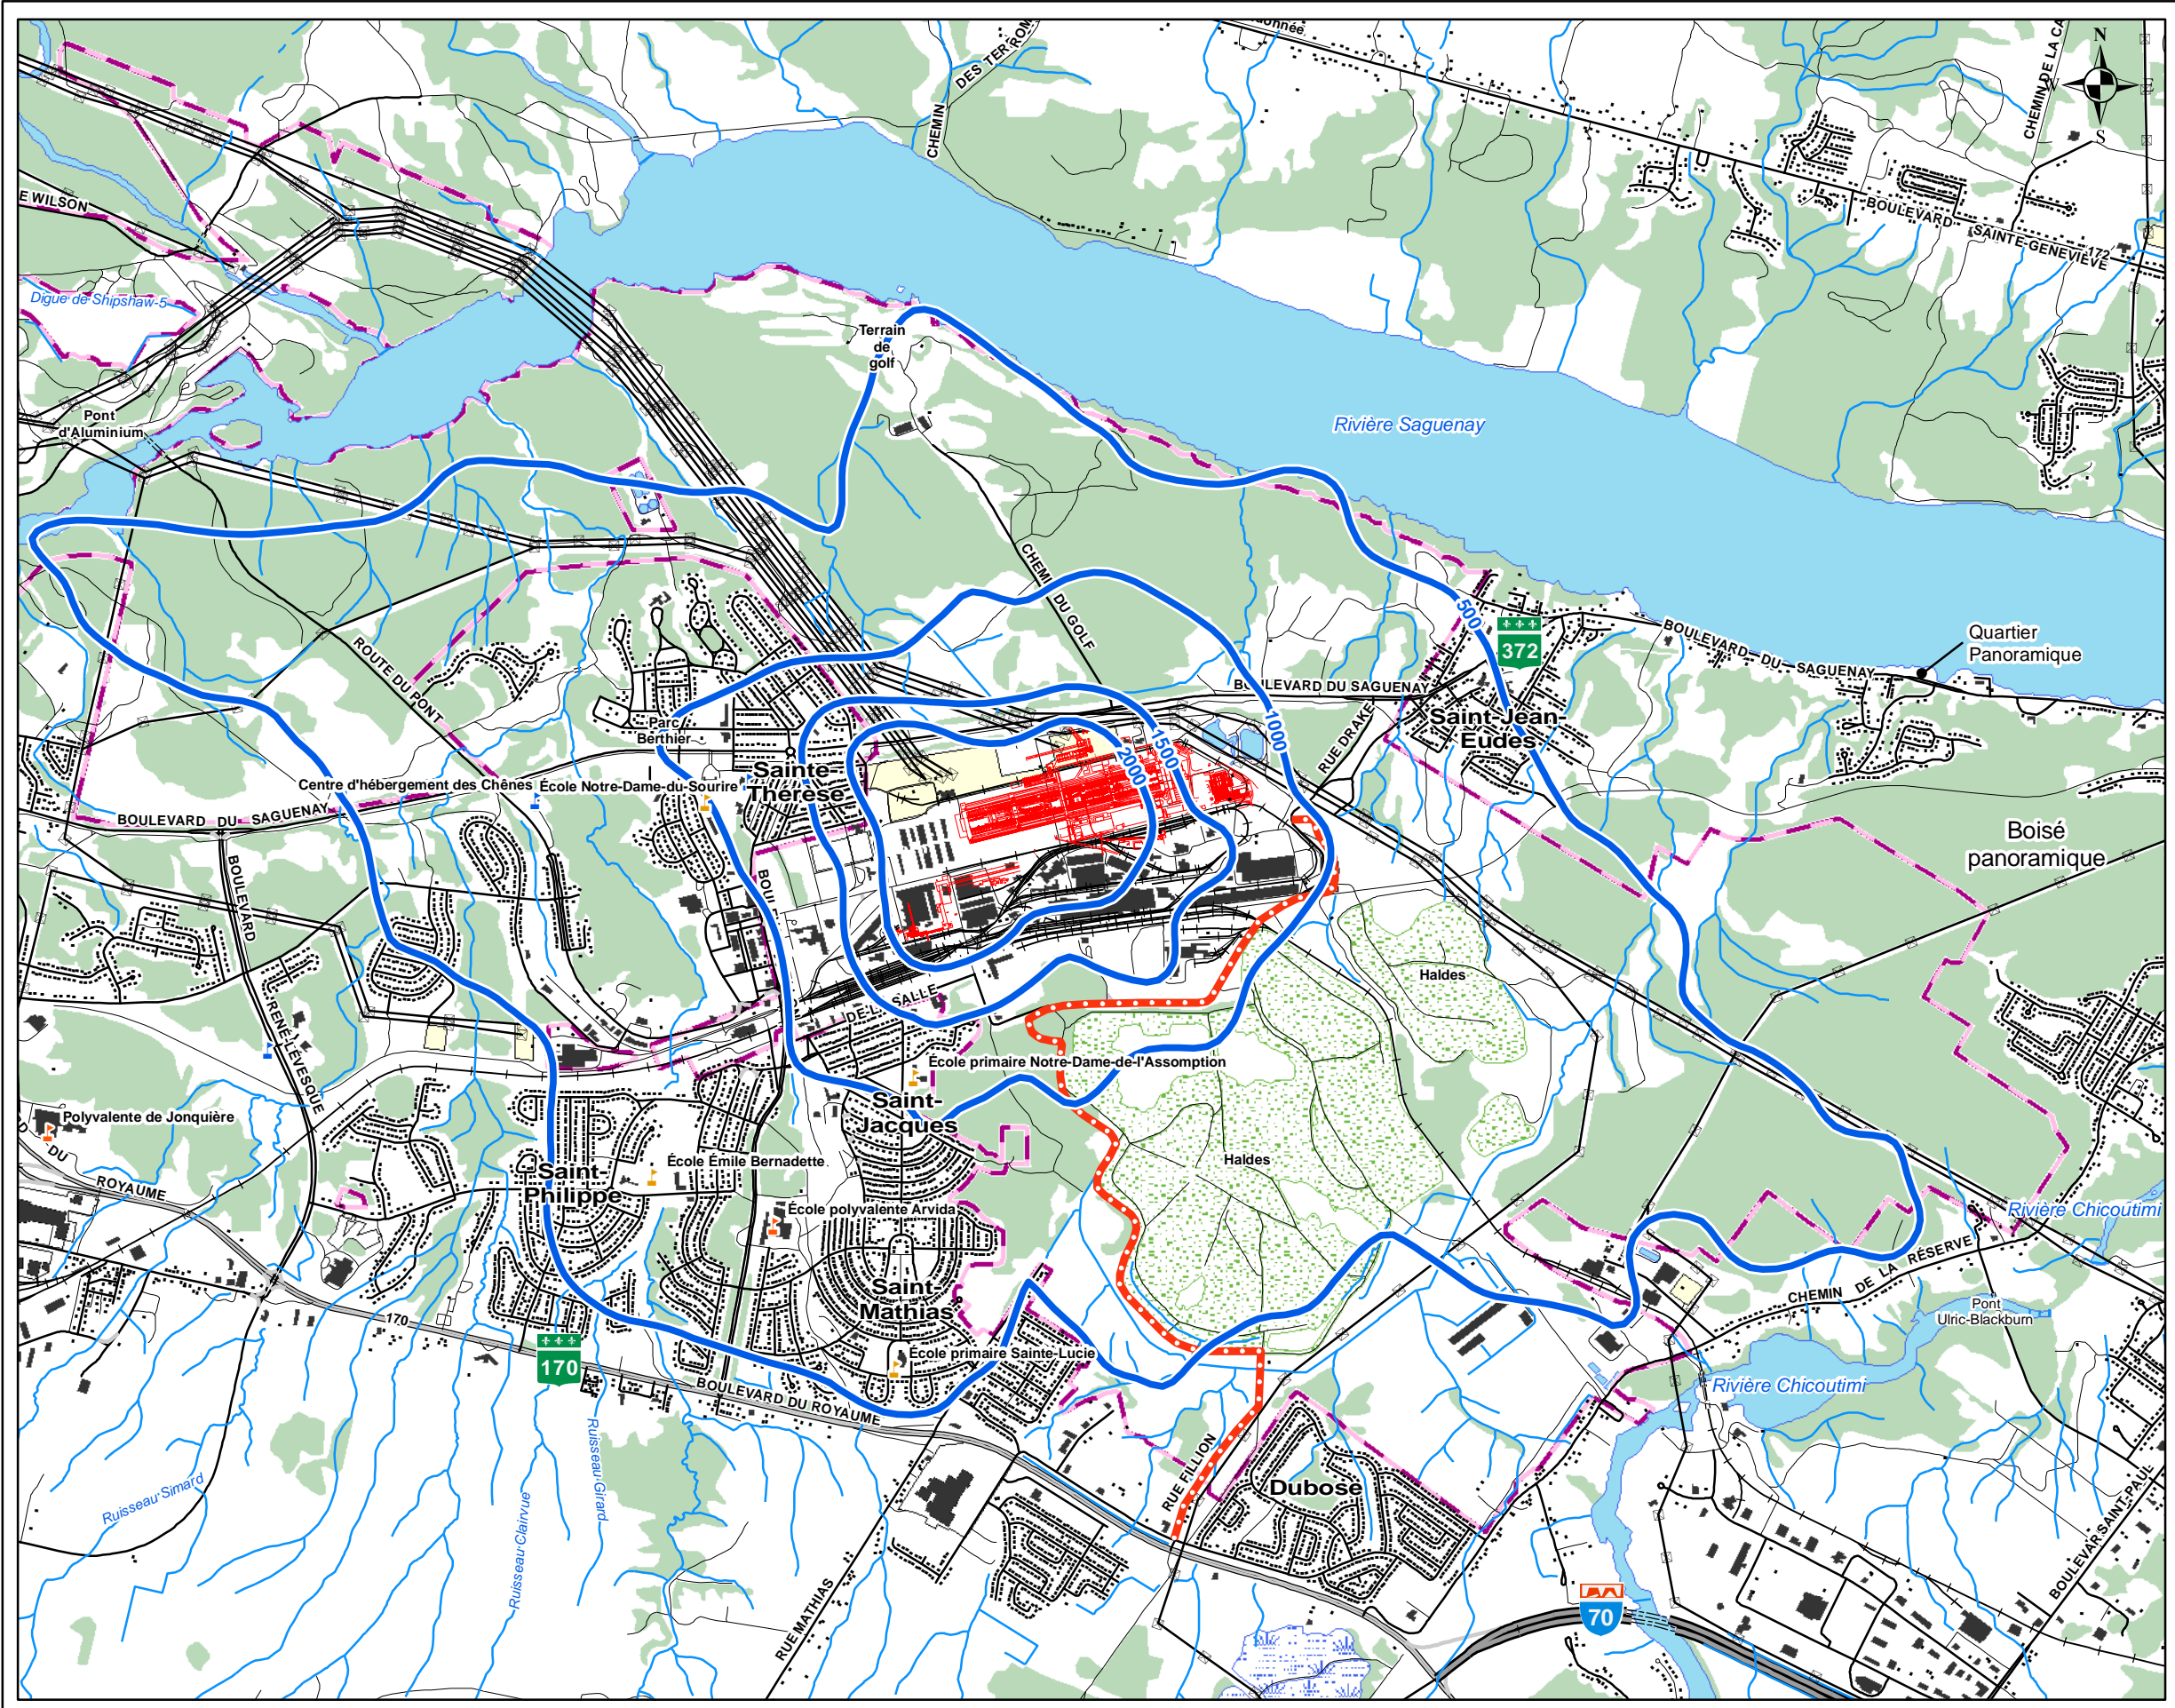 N
E
S
CHEMIN
DES TER
ROM
donnée
CHEMIN DE LA CA
BOULEVARD SAINTE-GENEVIÈVE
172
E WILSON
Digue de Shipshaw-5
Pont
d'Aluminium
Terrain
de
golf
Rivière Saguenay
CHEMI DU GOLF
500
372
BOULEVARD DU SAGUENAY
Quartier
Panoramique
ROUTE DU PONT
Parc
Berthier
BOULEVARD DU SAGUENAY
RUE DRAKE
Saint-Jean-
Eudes
1000
1500
2000
Centre d'hébergement des Chênes
École Notre-Dame-du-Sourire
Sainte-
Thérèse
BOULEVARD DU SAGUENAY
Boisé
panoramique
BOULEVARD
RENÉ-LÉVESQUE
BOULE
DE LA SALLE
Haldes
École primaire Notre-Dame-de-l'Assomption
Saint-
Jacques
Polyvalente de Jonquière
DU
ROYAUME
École Émile Bernadette
Saint-
Philippe
Haldes
École polyvalente Arvida
Rivière Chicoutimi
Saint-
Mathias
CHEMIN DE LA RÉSERVE
Pont
Ulric-Blackburn
170
170
École primaire Sainte-Lucie
BOULEVARD DU ROYAUME
Rivière Chicoutimi
Ruisseau Simard
Ruisseau Clairvue
Ruisseau Girard
RUE FILLION
Dubose
RUE MATHIAS
BOULEVAR SAINT-PAUL
70